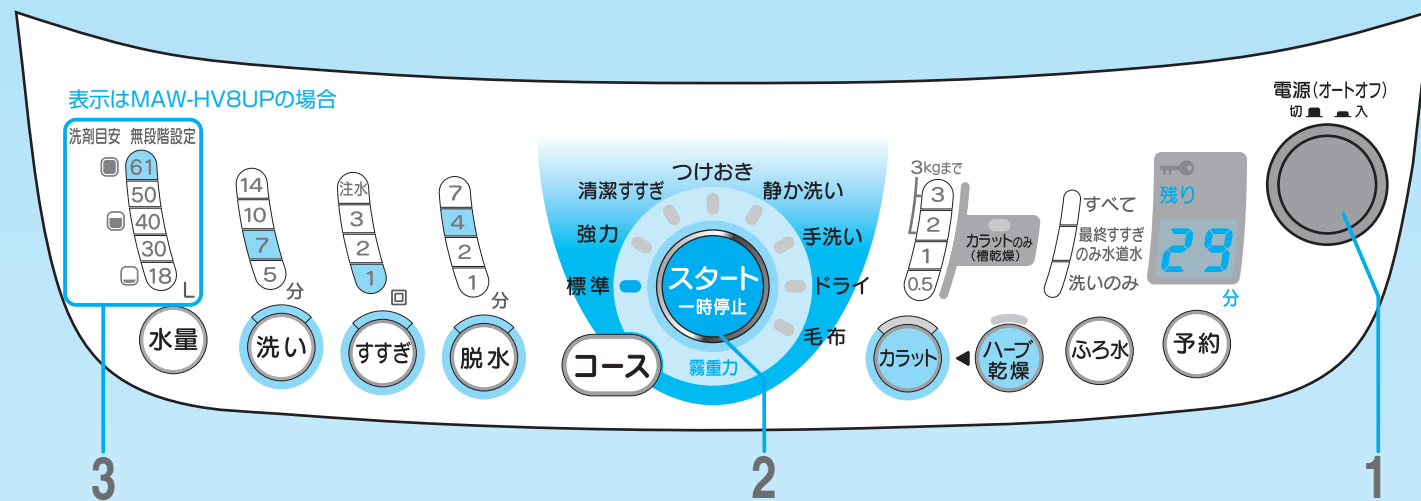 表示はMAW-HV8UPの場合
洗剤目安 無段階設定
61
50
40
30
18
L
水量
14
10
7
5
分
洗い
注水
3
2
1
回
すすぎ
7
4
2
1
分
脱水
つけおき
清潔すすぎ
静か洗い
強力
手洗い
標準
ドライ
毛布
スタート
一時停止
コース
霧重力
3kgまで
3
2
1
0.5
カラットのみ
(槽乾燥)
カラット
ハーブ
乾燥
すべて
最終すすぎ
のみ水道水
洗いのみ
ふろ水
残り
29
分
予約
電源(オートオフ)
切 入
3
2
1